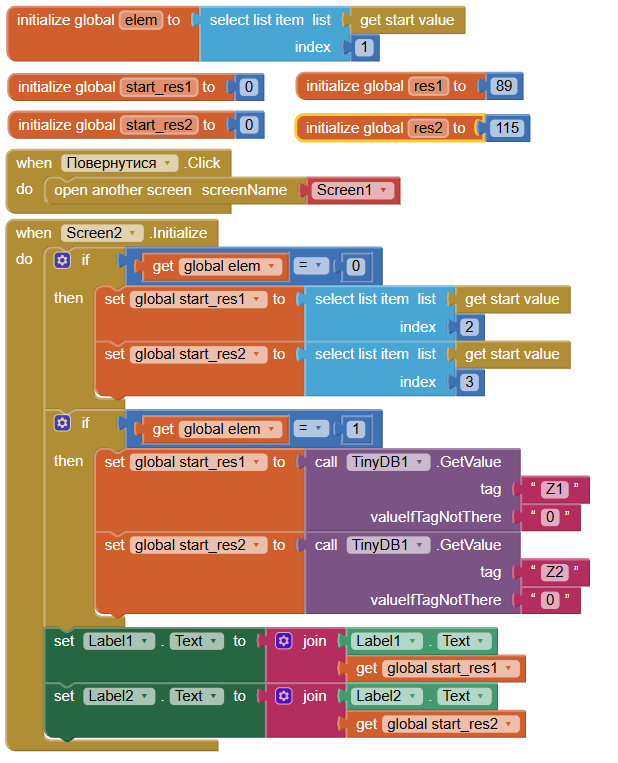 initialize global elem to select list item list get start value
index 1
initialize global start_res1 to 0
initialize global res1 to 89
initialize global start_res2 to 0
initialize global res2 to 115
when Повернутися .Click
do open another screen screenName Screen1
when Screen2 .Initialize
do if get global elem = 0
then set global start_res1 to select list item list get start value
index 2
set global start_res2 to select list item list get start value
index 3
if get global elem = 1
then set global start_res1 to call TinyDB1 .GetValue
tag “ Z1 ”
valueIfTagNotThere “ 0 ”
set global start_res2 to call TinyDB1 .GetValue
tag “ Z2 ”
valueIfTagNotThere “ 0 ”
set Label1 . Text to join Label1 . Text
get global start_res1
set Label2 . Text to join Label2 . Text
get global start_res2